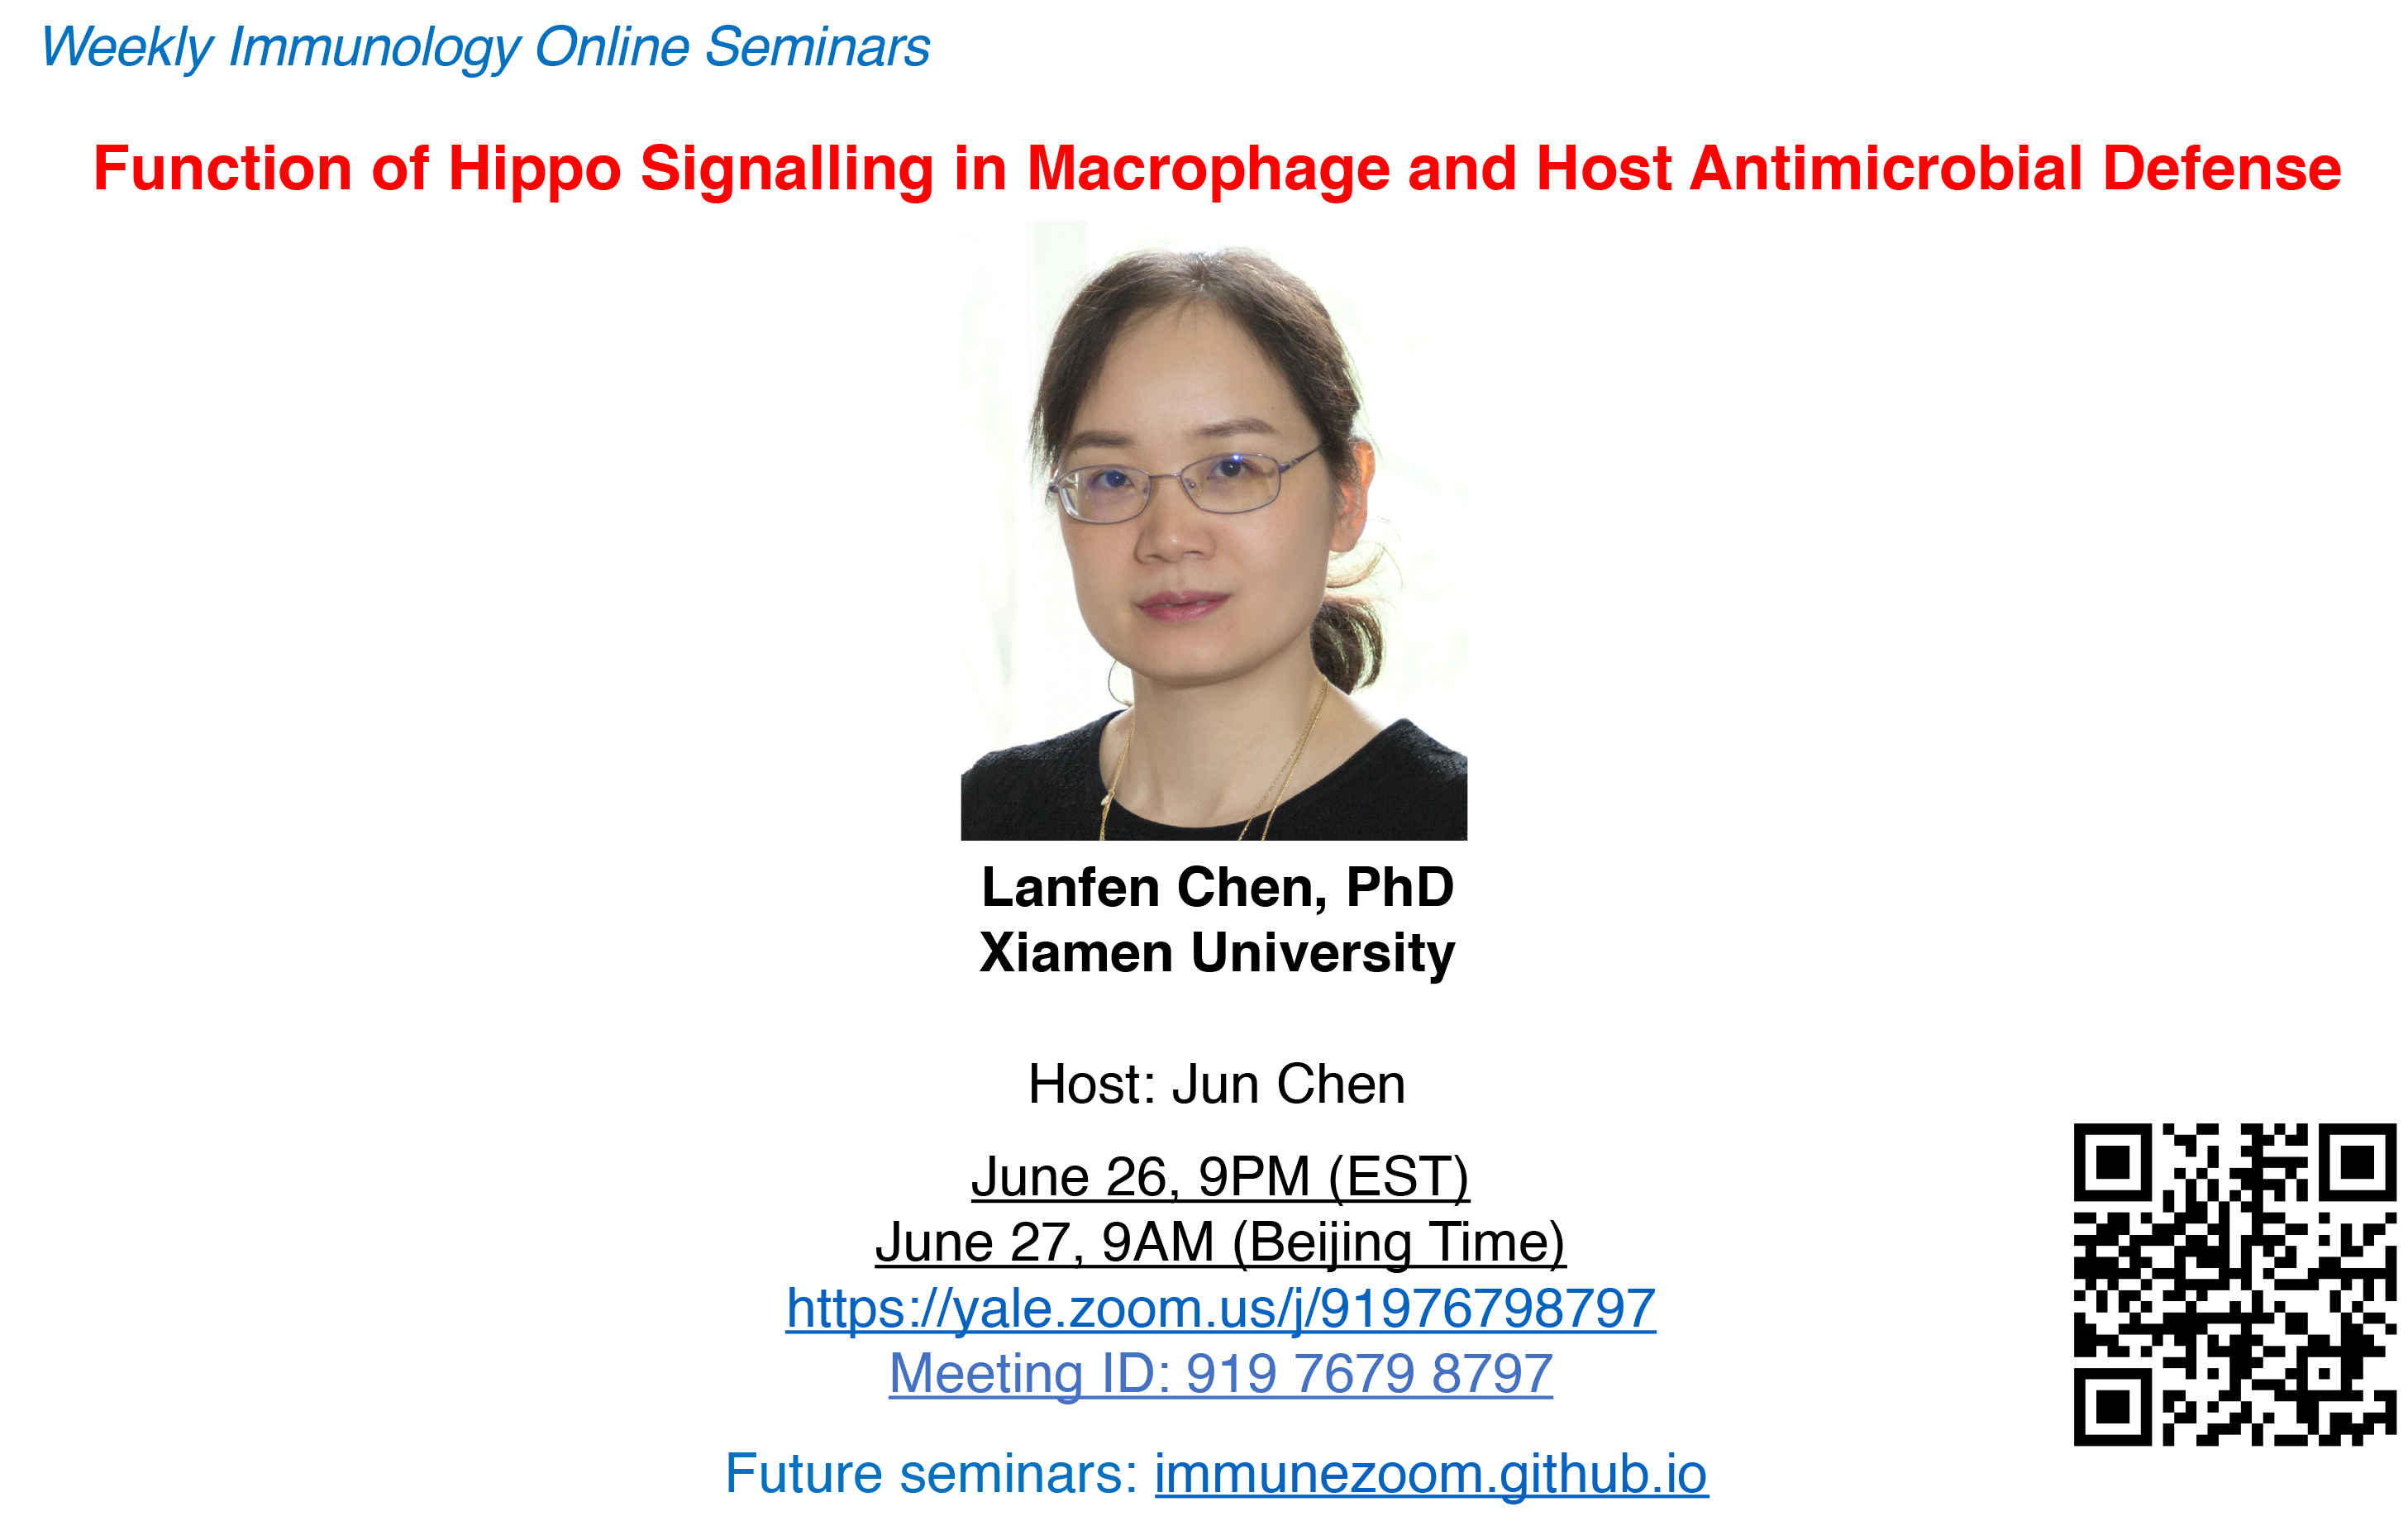 Weekly Immunology Online Seminars
Function of Hippo Signalling in Macrophage and Host Antimicrobial Defense
Lanfen Chen, PhD
Xiamen University
Host: Jun Chen
June 26, 9PM (EST)
June 27, 9AM (Beijing Time)
https://yale.zoom.us/j/91976798797
Meeting ID: 919 7679 8797
Future seminars: immunezoom.github.io